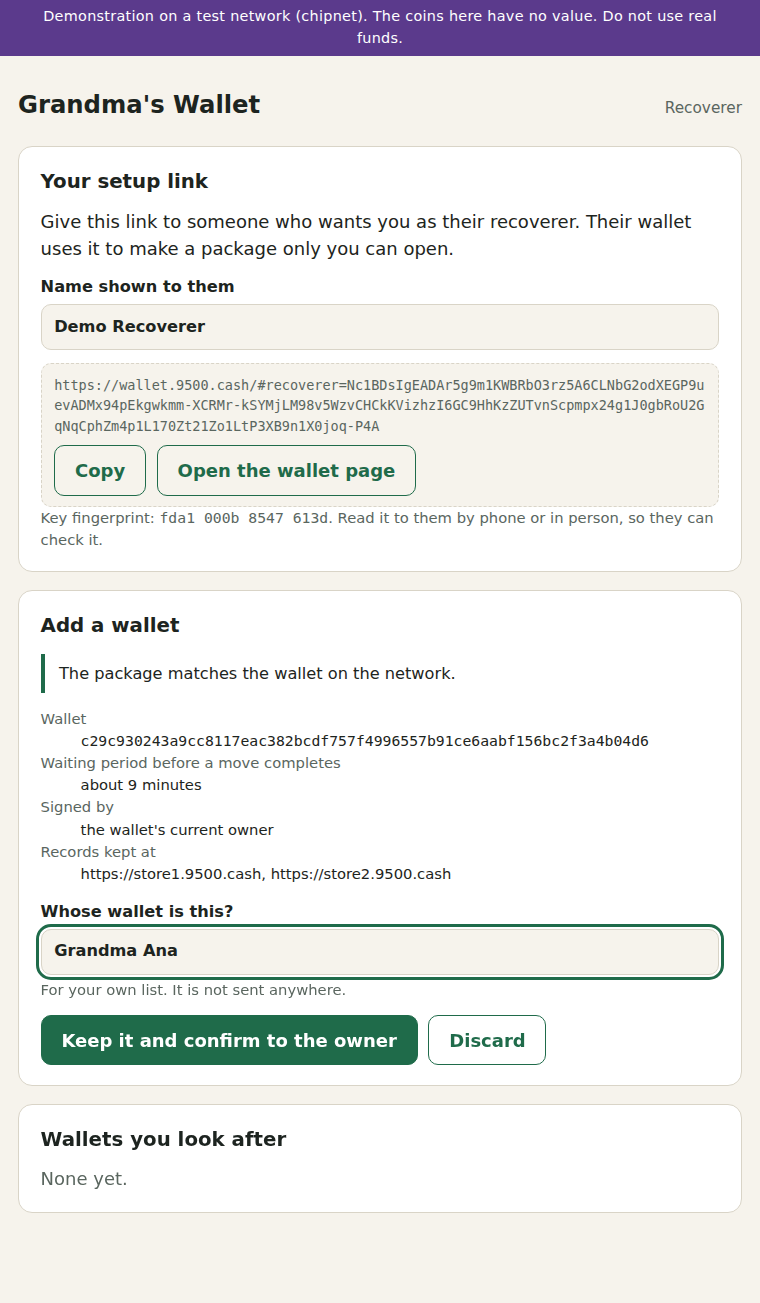 Demonstration on a test network (chipnet). The coins here have no value. Do not use real
funds.
Grandma's Wallet
Recoverer
Your setup link
Give this link to someone who wants you as their recoverer. Their wallet
uses it to make a package only you can open.
Name shown to them
Demo Recoverer
https://wallet.9500.cash/#recoverer=Nc1BDsIgEADAr5g9m1KWBRbO3rz5A6CLNbG2odXEGP9u
evADMx94pEkgwkmm-XCRMr-kSYMjLM98v5WzvCHCkKVizhzI6GC9HhKzZUTvnScpmpx24g1J0gbRoU2G
qNqCphZm4p1L170Zt21Zo1LtP3XB9n1X0joq-P4A
Copy
Open the wallet page
Key fingerprint: fda1 000b 8547 613d. Read it to them by phone or in person, so they can
check it.
Add a wallet
The package matches the wallet on the network.
Wallet
c29c930243a9cc8117eac382bcdf757f4996557b91ce6aabf156bc2f3a4b04d6
Waiting period before a move completes
about 9 minutes
Signed by
the wallet's current owner
Records kept at
https://store1.9500.cash, https://store2.9500.cash
Whose wallet is this?
Grandma Ana
For your own list. It is not sent anywhere.
Keep it and confirm to the owner
Discard
Wallets you look after
None yet.